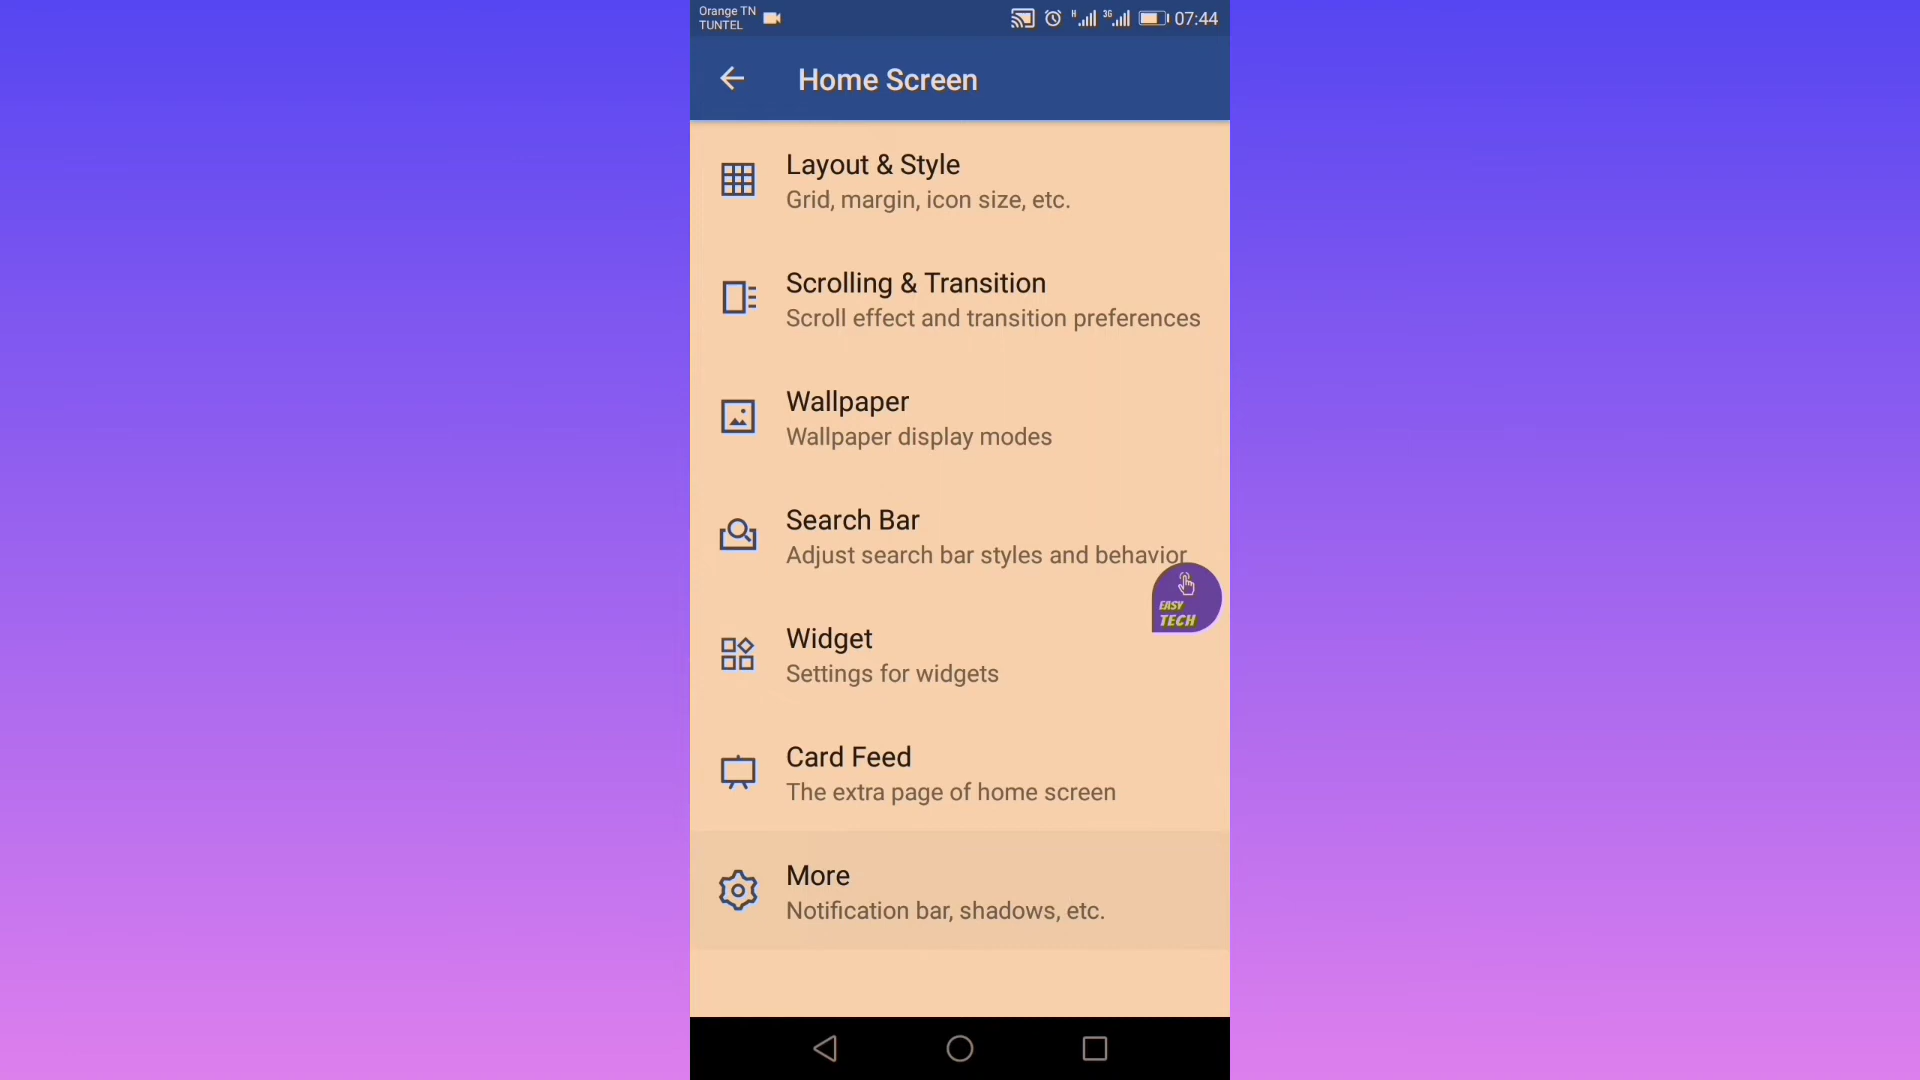 Orange TN
TUNTEL
H
3G
07:44
Home Screen
Layout & Style
Grid, margin, icon size, etc.
Scrolling & Transition
Scroll effect and transition preferences
Wallpaper
Wallpaper display modes
Search Bar
Adjust search bar styles and behavior
EASY
TECH
Widget
Settings for widgets
Card Feed
The extra page of home screen
More
Notification bar, shadows, etc.